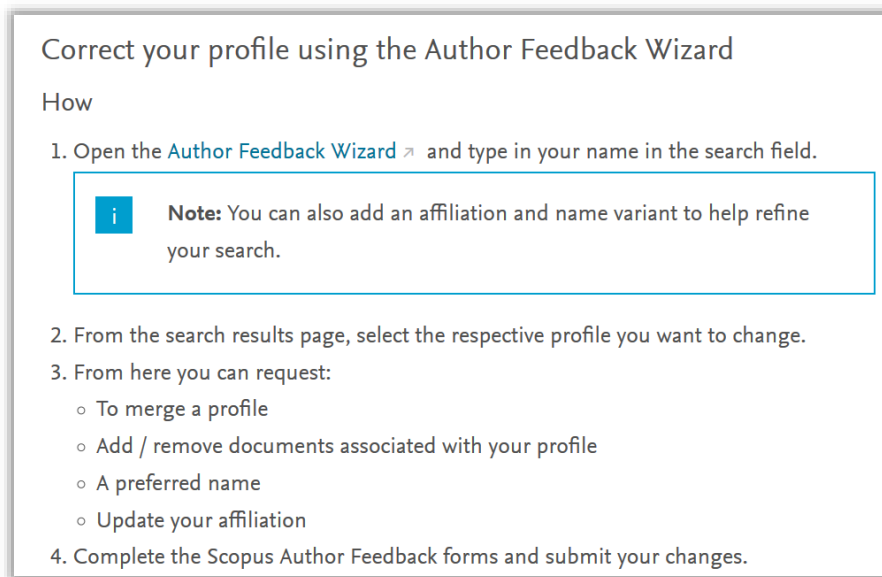 Correct your profile using the Author Feedback Wizard
How
1. Open the Author Feedback Wizard ↗ and type in your name in the search field.
i Note: You can also add an affiliation and name variant to help refine
your search.
2. From the search results page, select the respective profile you want to change.
3. From here you can request:
◦ To merge a profile
◦ Add / remove documents associated with your profile
◦ A preferred name
◦ Update your affiliation
4. Complete the Scopus Author Feedback forms and submit your changes.